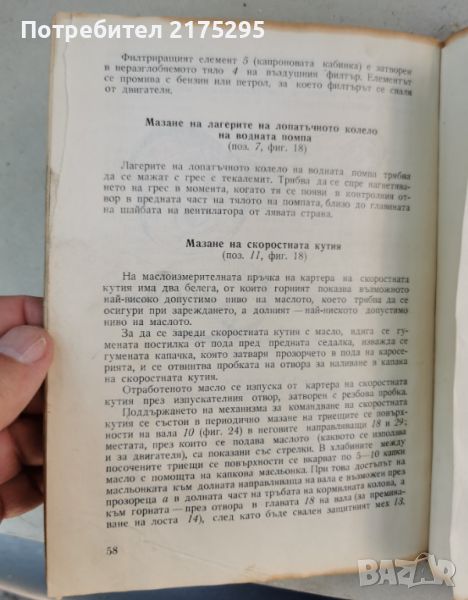 Потребител 2175295
Филтриращият елемент 5 (капроновата кабинка) е затворен
в неразглобяемото тяло 4 на въздушния филтър. Елементът
се промива с бензин или петрол, за което филтърът се сваля
от двигателя.
Мазане на лагерите на лопатъчното колело
на водната помпа
(поз. 7, фиг. 18)
Лагерите на лопатъчното колело на водната помпа трябва
да се мажат с грес с текалемит. Трябва да се спре нагнетява-
нето на грес в момента, когато тя се появи в контролния от-
вор в предната част на тялото на помпата, близо до главината
на шайбата на вентилатора от лявата страна.
Мазане на скоростната кутия
(поз. 11, фиг. 18)
На маслоизмерителната пръчка на картера на скоростната
кутия има два белега, от които горният показва възможното
най-високо допустимо ниво на маслото, което трябва да се
осигури при зареждането, а долният — най-ниското допустимо
ниво на маслото.
За да се зареди скоростната кутия с масло, вдига се гу-
мената постилка от пода пред предната седалка, изважда се
гумената капачка, която затваря прозорчето в пода на каросе-
рията, и се отвинтва пробката на отвора за наливане в капака
на скоростната кутия.
Отработеното масло се изпуска от картера на скоростната
кутия през изпускателния отвор, затворен с резбова пробка.
Поддържането на механизма за командване на скоростната
кутия се състои в периодично мазане на триещите се повърх-
ности на вала 10 (фиг. 24) в неговите направляващи 18 и 29;
местата, през които се подава маслото (каквото се използва
и за двигателя), са показани със стрелки. В хлабините между
посочените триещи се повърхности се вкарват по 5—10 капки
масло с помощта на капкова масльонка. При това достъпът на
масльонката към долната направляваща на вала е възможен през
прозореца а в долната част на тръбата на кормилната колона, а
към горната — през отвора в главата 18 на вала (за премива-
ване на лоста 14), след като бъде свален защитният мех 13.
58
БАЗАР
bg